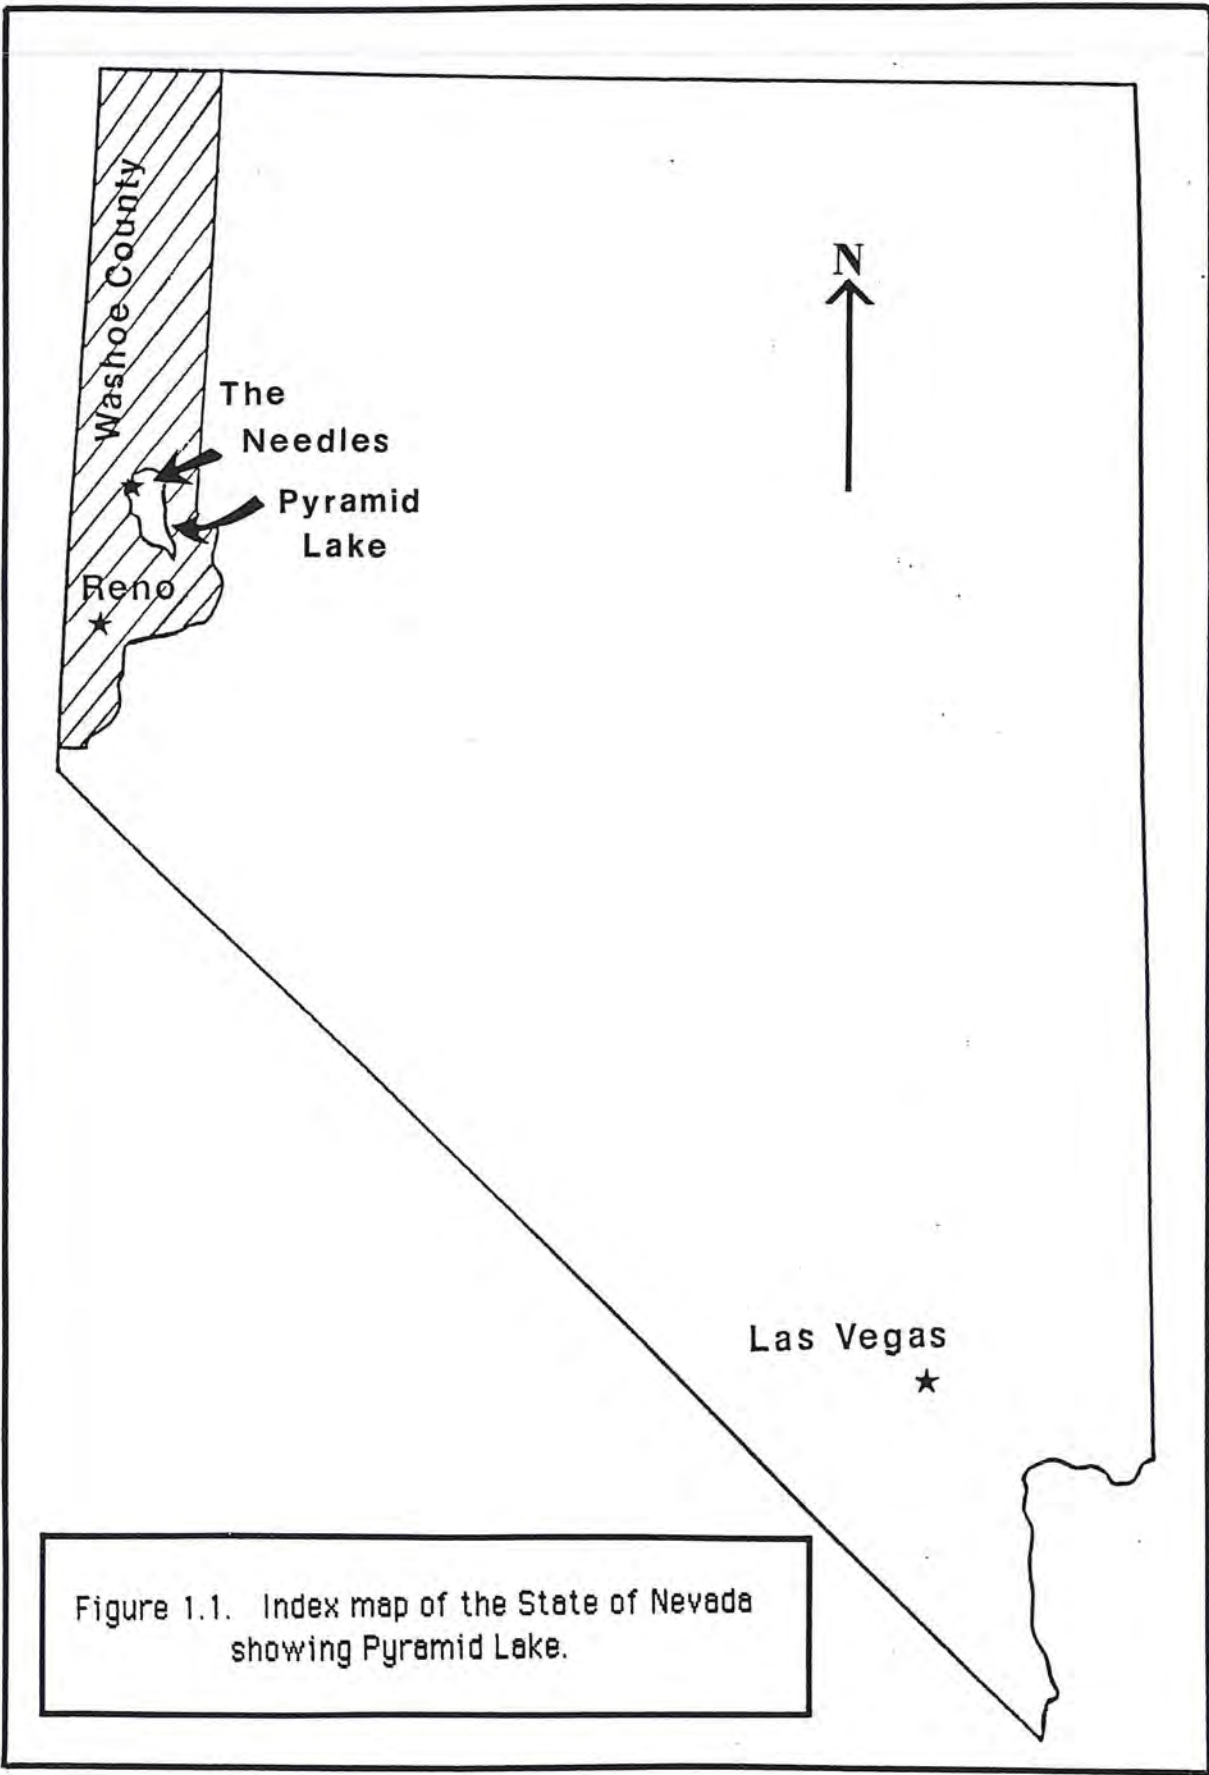 Washoe County
N
The
Needles
Pyramid
Lake
Reno
Las Vegas
Figure 1.1. Index map of the State of Nevada
showing Pyramid Lake.